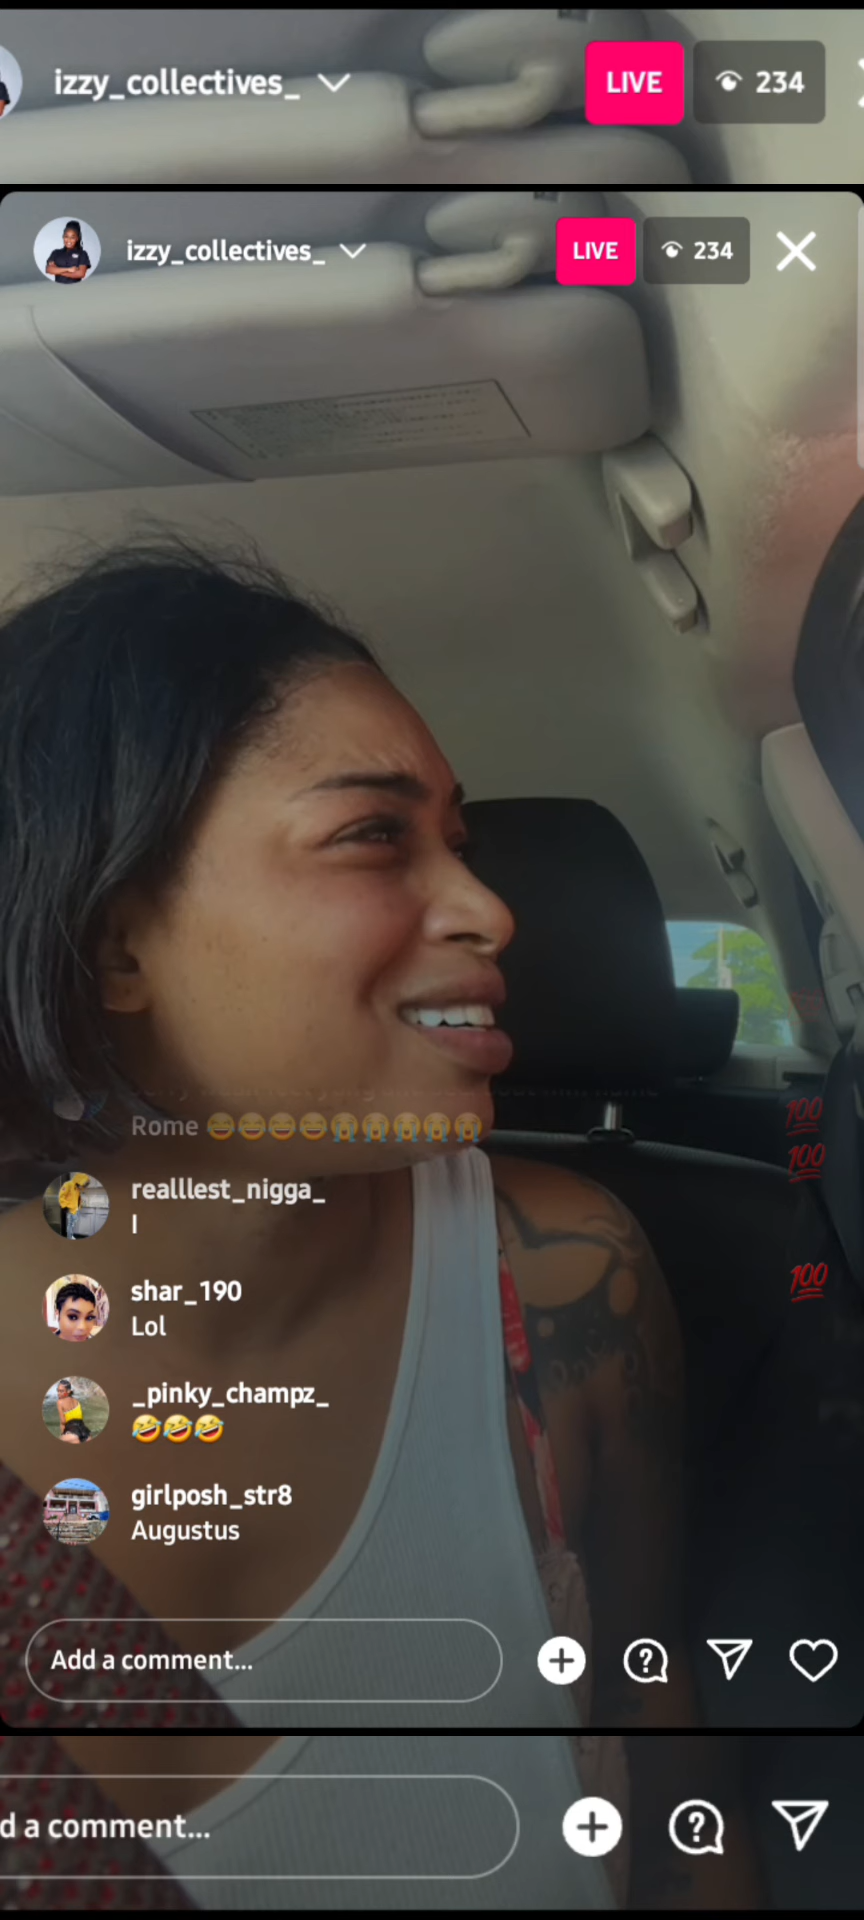 izzy_collectives_
LIVE
234
izzy_collectives_
LIVE
234
Rome 😄😄😄😄😭😭😭😭😭
realllest_nigga_
I
shar_190
Lol
_pinky_champz_
🤣🤣🤣
girlposh_str8
Augustus
💯
💯
💯
Add a comment...
d a comment...